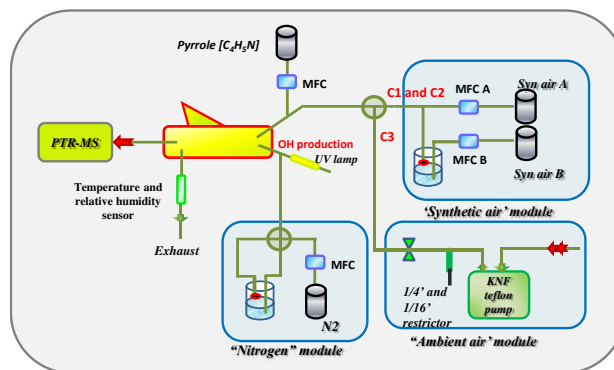 Pyrrole [C4H5N]
MFC
C1 and C2
MFC A
Syn air A
C3
MFC B
Syn air B
‘Synthetic air’ module
PTR-MS
OH production
UV lamp
Temperature and
relative humidity
sensor
Exhaust
MFC
N2
“Nitrogen” module
1/4’ and
1/16’
restrictor
KNF
teflon
pump
“Ambient air’ module